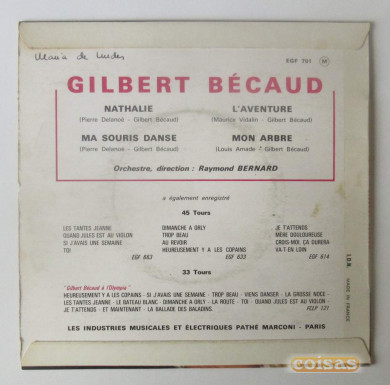 Maria de Lurdes
EGF 701 M
GILBERT BÉCAUD
NATHALIE
(Pierre Delanoë - Gilbert Bécaud)
L'AVENTURE
(Maurice Vidalin - Gilbert Bécaud)
MA SOURIS DANSE
(Pierre Delanoë - Gilbert Bécaud)
MON ARBRE
(Louis Amade - Gilbert Bécaud)
Orchestre, direction : Raymond BERNARD
a également enregistré
45 Tours
LES TANTES JEANNE
QUAND JULES EST AU VIOLON
SI J'AVAIS UNE SEMAINE
TOI
EGF 663
DIMANCHE A ORLY
TROP BEAU
AU REVOIR
HEUREUSEMENT Y A LES COPAINS
EGF 633
JE T'ATTENDS
MÈRE DOULOUREUSE
CROIS-MOI ÇA DURERA
VA-T-EN LOIN
EGF 614
33 Tours
"Gilbert Bécaud à l'Olympia"
HEUREUSEMENT Y A LES COPAINS - SI J'AVAIS UNE SEMAINE - TROP BEAU - VIENS DANSER - LA GROSSE NOCE -
LES TANTES JEANNE - LE BATEAU BLANC - DIMANCHE A ORLY - LA ROUTE - TOI - QUAND JULES EST AU VIOLON -
JE T'ATTENDS - ET MAINTENANT - LA BALLADE DES BALADINS.
FCLP 121
LES INDUSTRIES MUSICALES ET ÉLECTRIQUES PATHÉ MARCONI - PARIS
MADE IN FRANCE
coisas